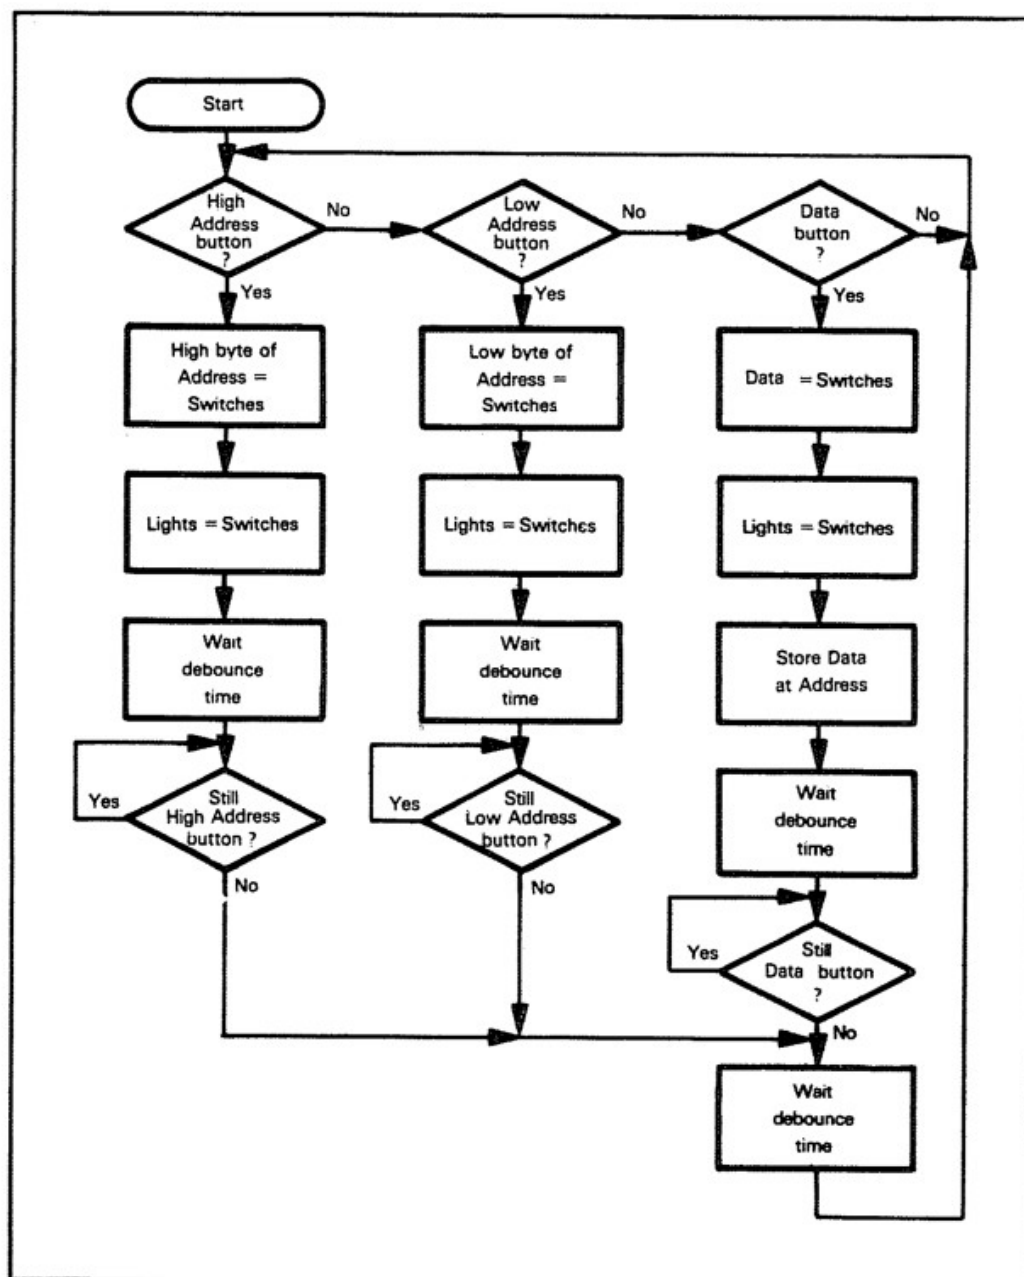 Start
High
Address
button
?
No
Low
Address
button
?
No
Data
button
?
No
Yes
Yes
Yes
High byte of
Address =
Switches
Low byte of
Address =
Switches
Data = Switches
Lights = Switches
Lights = Switches
Lights = Switches
Wait
debounce
time
Wait
debounce
time
Store Data
at Address
Yes
Still
High Address
button ?
No
Yes
Still
Low Address
button ?
No
Wait
debounce
time
Yes
Still
Data button
?
No
Wait
debounce
time